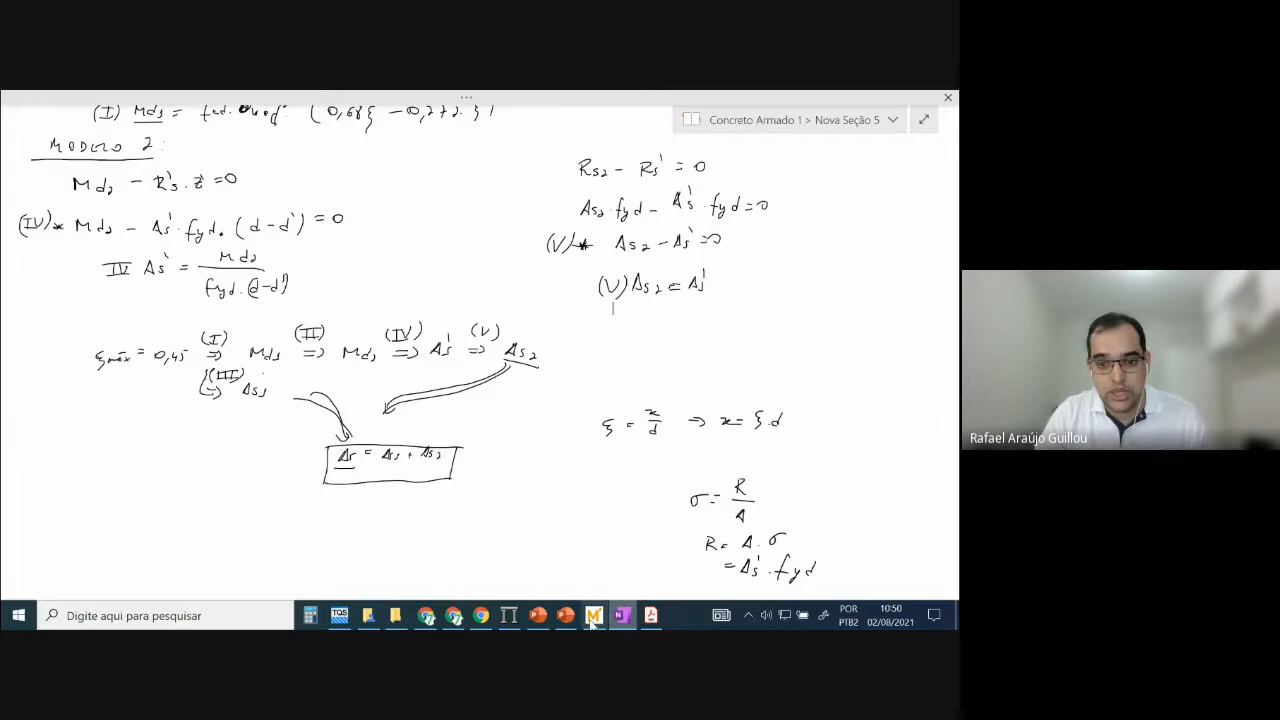 (I) Md1 = fcd. (0,68ξ - 0,272.ξ
Concreto Armado 1 > Nova Seção 5
MODELO 2:
Md2 - R's. z' = 0
(IV)* Md2 - As'. fyd. (d-d') = 0
IV As' = Md2 / fyd.(d-d')
Rs2 - Rs' = 0
As2.fyd - As'.fyd = 0
(V)* As2 - As' = 0
(V) As2 = As'
ξmáx = 0,45 (I) ⇒ Md1 (II) ⇒ Md2 (IV) ⇒ As' (V) ⇒ As2
(III) ⇒ As1
As = As1 + As2
ξ = x/d ⇒ x = ξ.d
σ = R/A
R = A.σ
= As'.fyd
Rafael Araújo Guillou
Digite aqui para pesquisar
TQS
POR
PTB2
10:50
02/08/2021